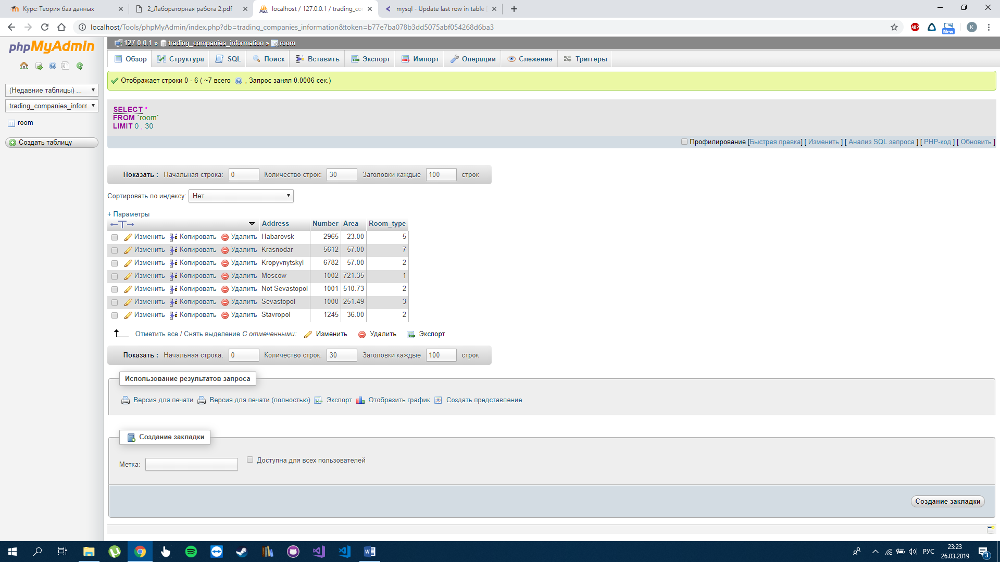 Курс: Теория баз данных
2_Лабораторная работа 2.pdf
localhost / 127.0.0.1 / trading_co
mysql - Update last row in table
localhost/Tools/phpMyAdmin/index.php?db=trading_companies_information&token=b77e7ba078b3dd5075abf054268d6ba3
ABP
New
K
phpMyAdmin
127.0.0.1 » trading_companies_information » room
Обзор Структура SQL Поиск Вставить Экспорт Импорт Операции Слежение Триггеры
(Недавние таблицы) ...
trading_companies_inforr
room
Создать таблицу
Отображает строки 0 - 6 ( ~7 всего , Запрос занял 0.0006 сек.)
SELECT *
FROM `room`
LIMIT 0 , 30
Профилирование [Быстрая правка] [ Изменить ] [ Анализ SQL запроса ] [ PHP-код ] [ Обновить ]
Показать : Начальная строка: 0 Количество строк: 30 Заголовки каждые 100 строк
Сортировать по индексу: Нет
+ Параметры
←T→ Address Number Area Room_type
Изменить Копировать Удалить Habarovsk 2965 23.00 5
Изменить Копировать Удалить Krasnodar 5612 57.00 7
Изменить Копировать Удалить Kropyvnytskyi 6782 57.00 2
Изменить Копировать Удалить Moscow 1002 721.35 1
Изменить Копировать Удалить Not Sevastopol 1001 510.73 2
Изменить Копировать Удалить Sevastopol 1000 251.49 3
Изменить Копировать Удалить Stavropol 1245 36.00 2
Отметить все / Снять выделение С отмеченными: Изменить Удалить Экспорт
Показать : Начальная строка: 0 Количество строк: 30 Заголовки каждые 100 строк
Использование результатов запроса
Версия для печати Версия для печати (полностью) Экспорт Отобразить график Создать представление
Создание закладки
Метка: Доступна для всех пользователей
Создание закладки
РУС
23:23
26.03.2019
3